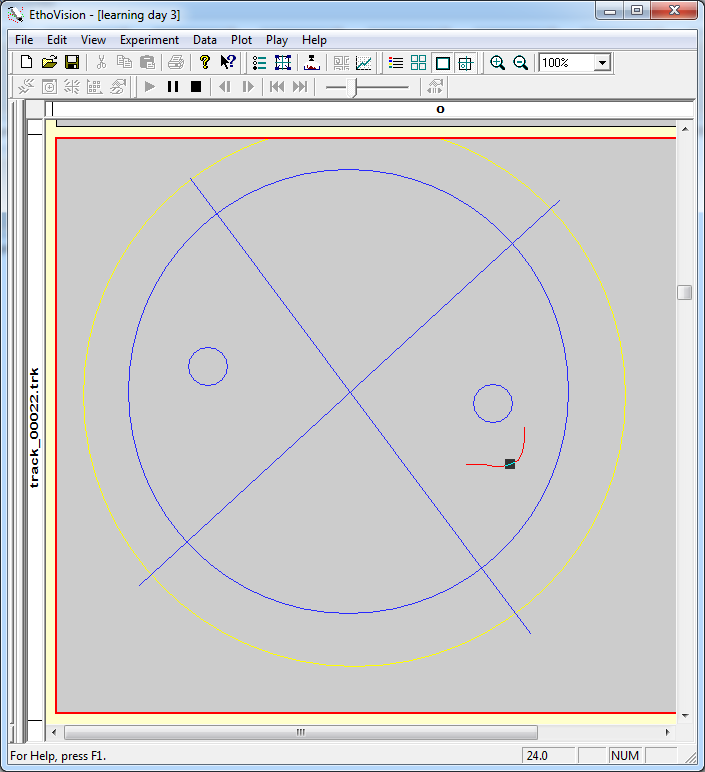 EthoVision - [learning day 3]
File Edit View Experiment Data Plot Play Help
100%
O
track_00022.trk
For Help, press F1.
24.0
NUM